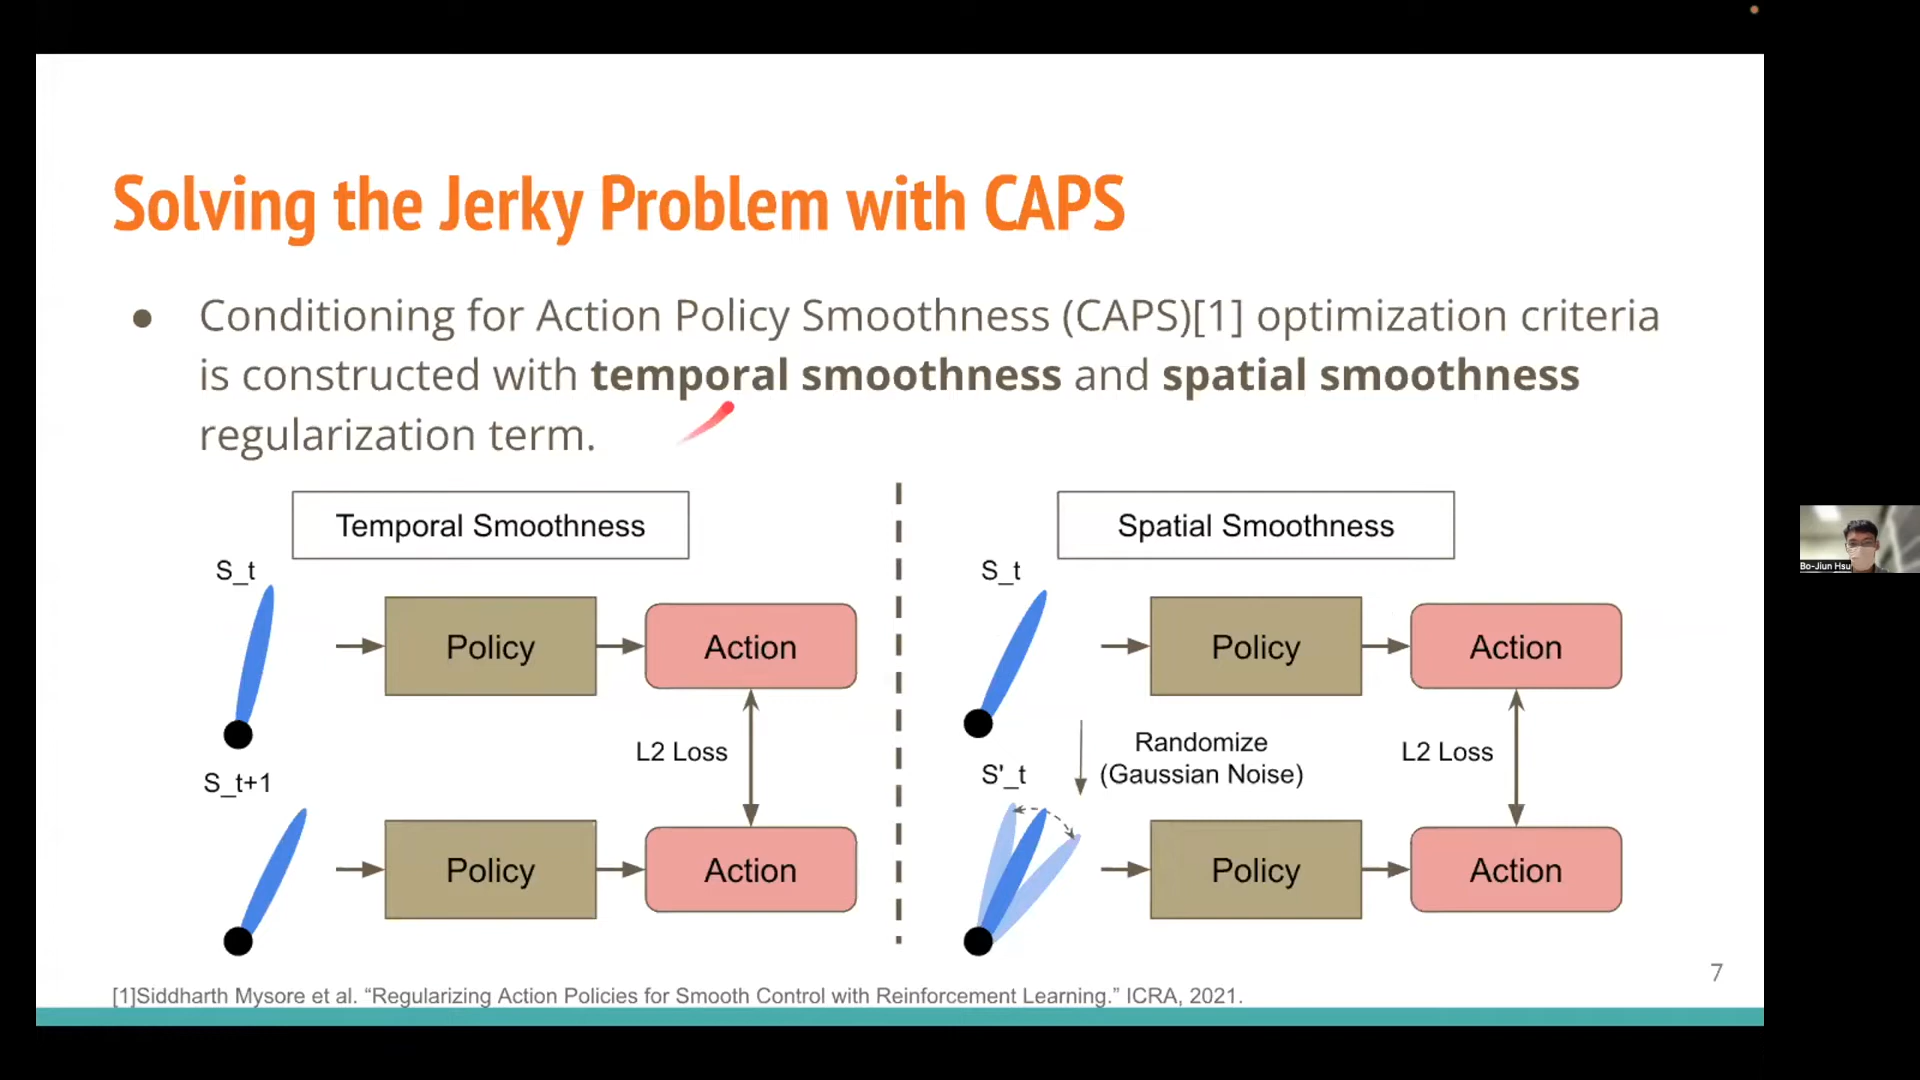 Solving the Jerky Problem with CAPS
● Conditioning for Action Policy Smoothness (CAPS)[1] optimization criteria
is constructed with temporal smoothness and spatial smoothness
regularization term.
Temporal Smoothness
S_t
Policy
Action
L2 Loss
S_t+1
Policy
Action
Spatial Smoothness
S_t
Policy
Action
Randomize
(Gaussian Noise)
L2 Loss
S'_t
Policy
Action
7
[1]Siddharth Mysore et al. “Regularizing Action Policies for Smooth Control with Reinforcement Learning.” ICRA, 2021.
Bo-Jiun Hsu